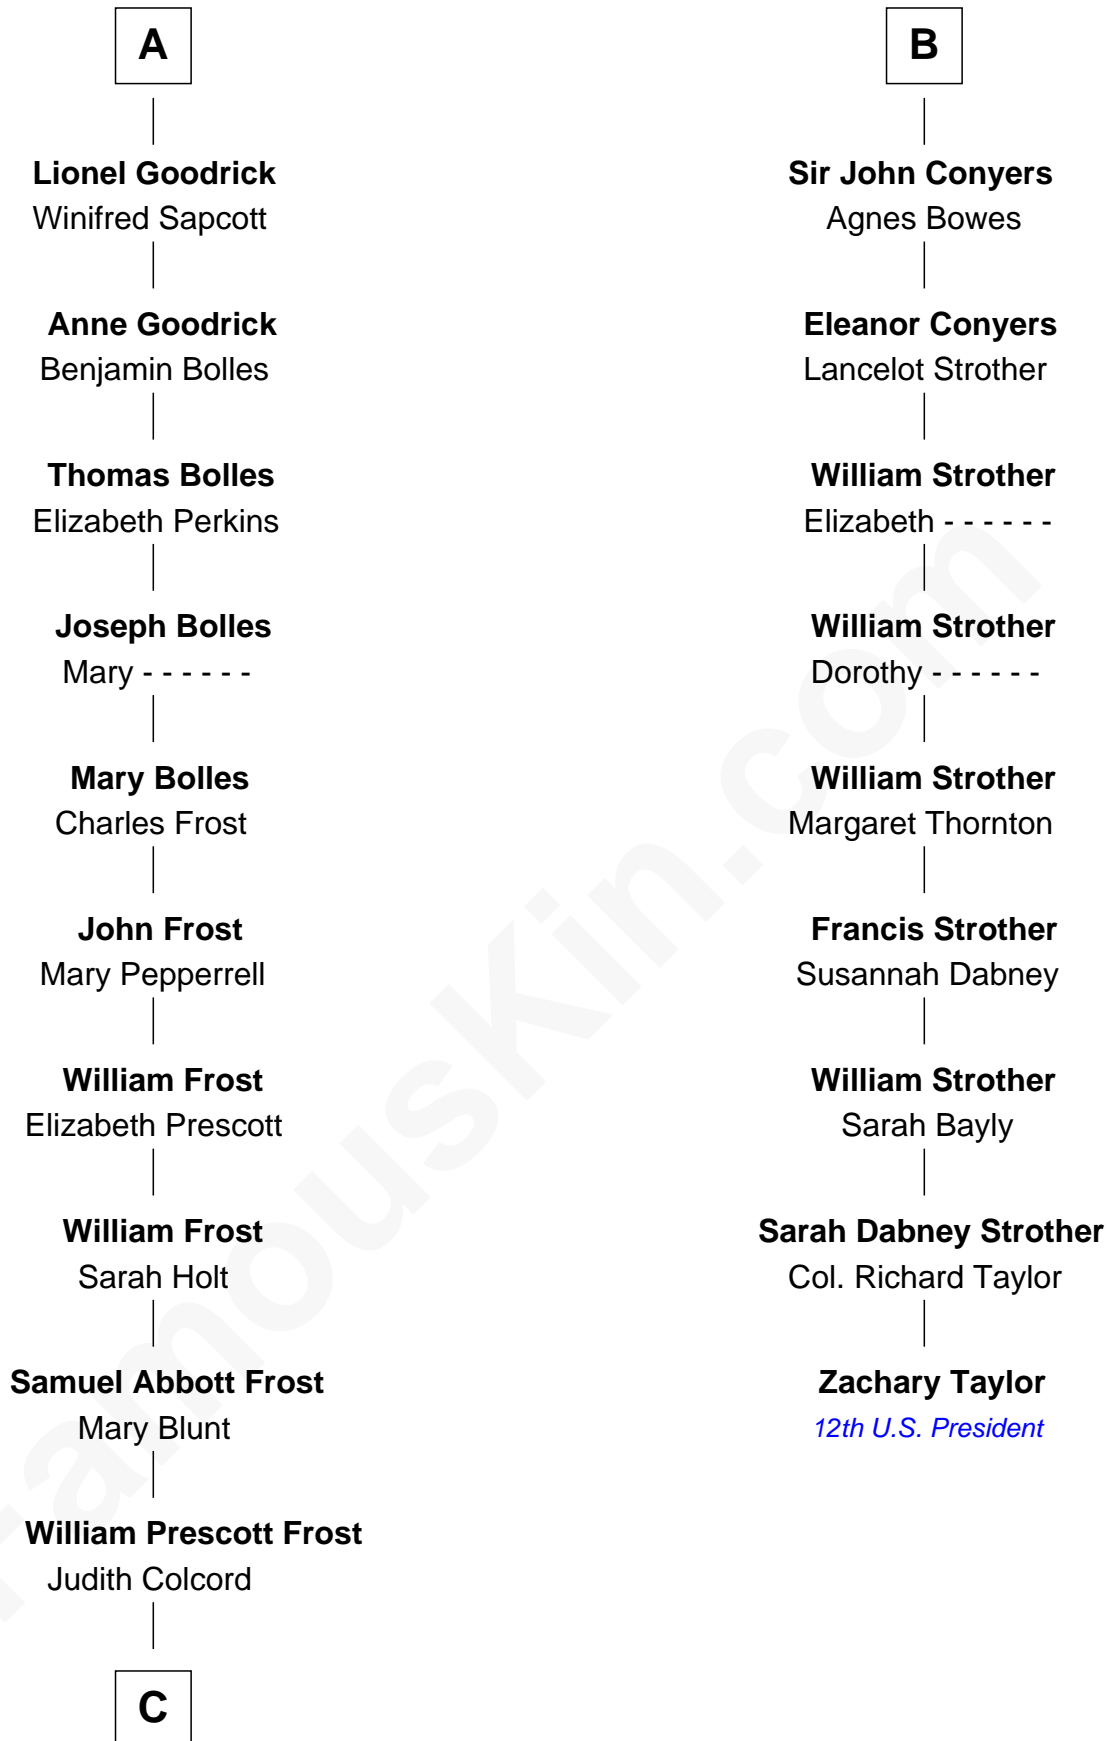 A
Lionel Goodrick
Winifred Sapcott
Anne Goodrick
Benjamin Bolles
Thomas Bolles
Elizabeth Perkins
Joseph Bolles
Mary - - - - - -
Mary Bolles
Charles Frost
John Frost
Mary Pepperrell
William Frost
Elizabeth Prescott
William Frost
Sarah Holt
Samuel Abbott Frost
Mary Blunt
William Prescott Frost
Judith Colcord
C
B
Sir John Conyers
Agnes Bowes
Eleanor Conyers
Lancelot Strother
William Strother
Elizabeth - - - - - -
William Strother
Dorothy - - - - - -
William Strother
Margaret Thornton
Francis Strother
Susannah Dabney
William Strother
Sarah Bayly
Sarah Dabney Strother
Col. Richard Taylor
Zachary Taylor
12th U.S. President
FamousKin.com